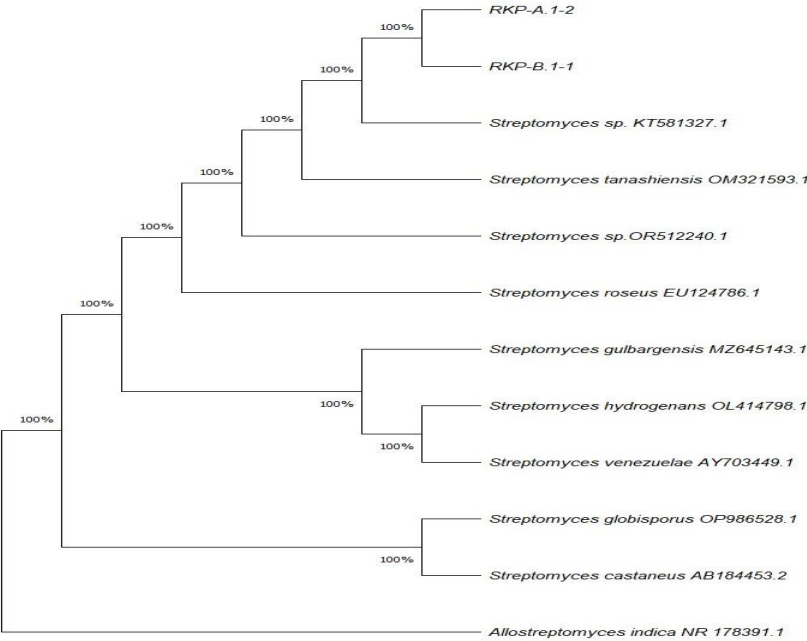 RKP-A.1-2
100%
RKP-B.1-1
100%
100%
Streptomyces sp. KT581327.1
100%
Streptomyces tanashiensis OM321593.1
100%
Streptomyces sp.OR512240.1
100%
Streptomyces roseus EU124786.1
Streptomyces gulbargensis MZ645143.1
100%
Streptomyces hydrogenans OL414798.1
100%
100%
Streptomyces venezuelae AY703449.1
Streptomyces globisporus OP986528.1
100%
Streptomyces castaneus AB184453.2
Allostreptomyces indica NR 178391.1